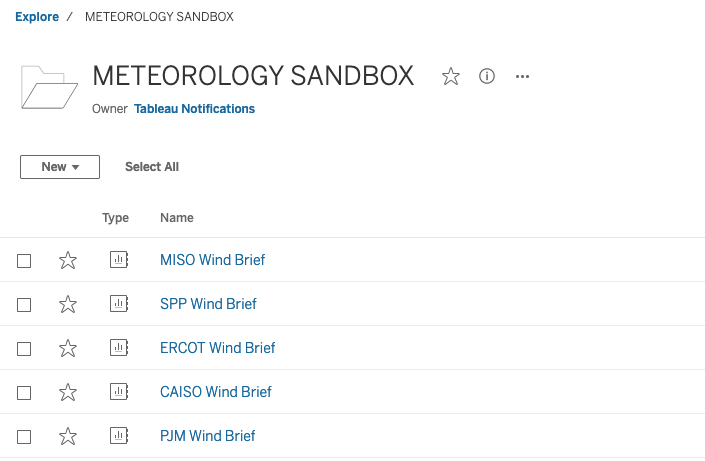 Explore / METEOROLOGY SANDBOX
METEOROLOGY SANDBOX
Owner Tableau Notifications
New Select All
Type Name
MISO Wind Brief
SPP Wind Brief
ERCOT Wind Brief
CAISO Wind Brief
PJM Wind Brief